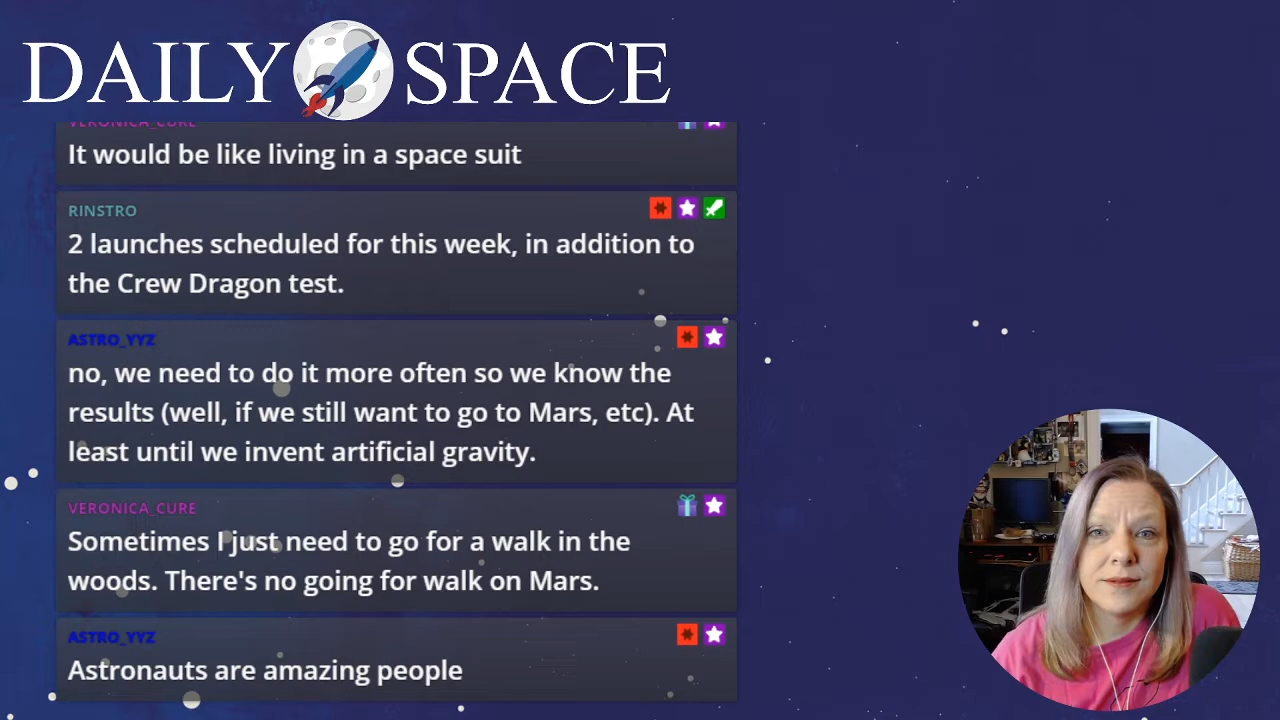 DAILY SPACE
VERONICA_CURE
It would be like living in a space suit
RINSTRO
2 launches scheduled for this week, in addition to
the Crew Dragon test.
ASTRO_YYZ
no, we need to do it more often so we know the
results (well, if we still want to go to Mars, etc). At
least until we invent artificial gravity.
VERONICA_CURE
Sometimes I just need to go for a walk in the
woods. There's no going for walk on Mars.
ASTRO_YYZ
Astronauts are amazing people